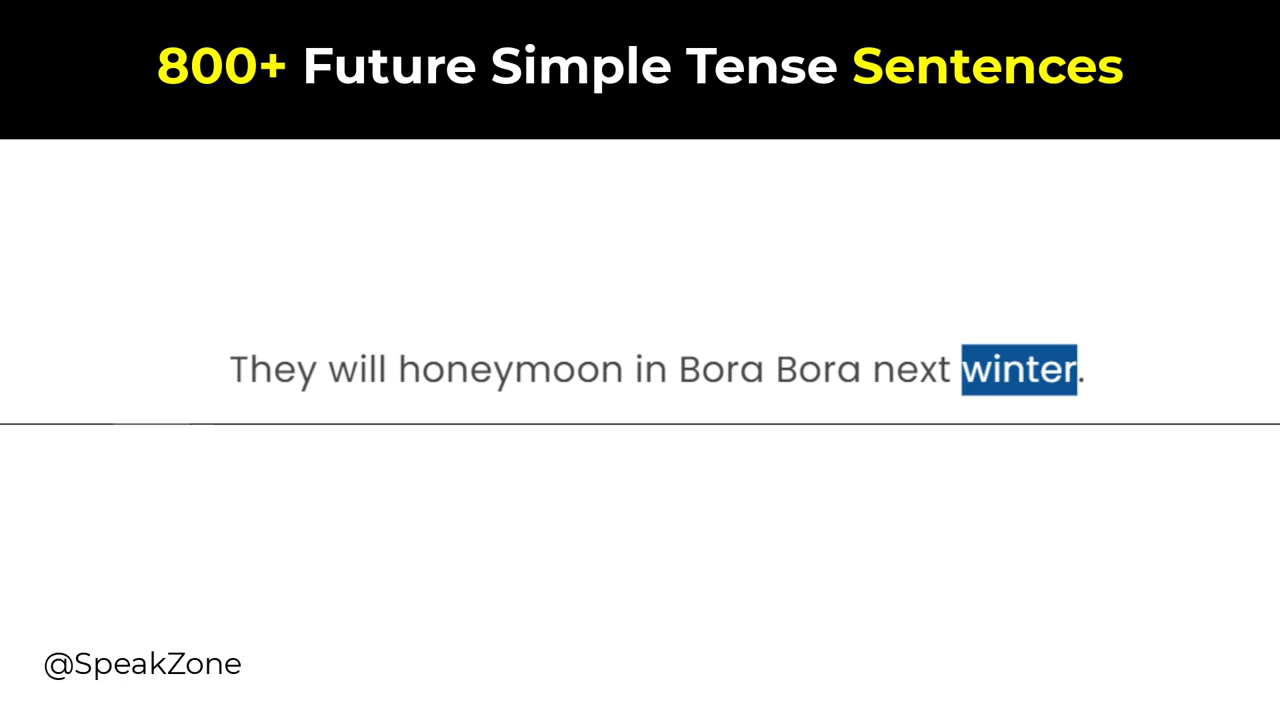 800+ Future Simple Tense Sentences
They will honeymoon in Bora Bora next winter.
@SpeakZone